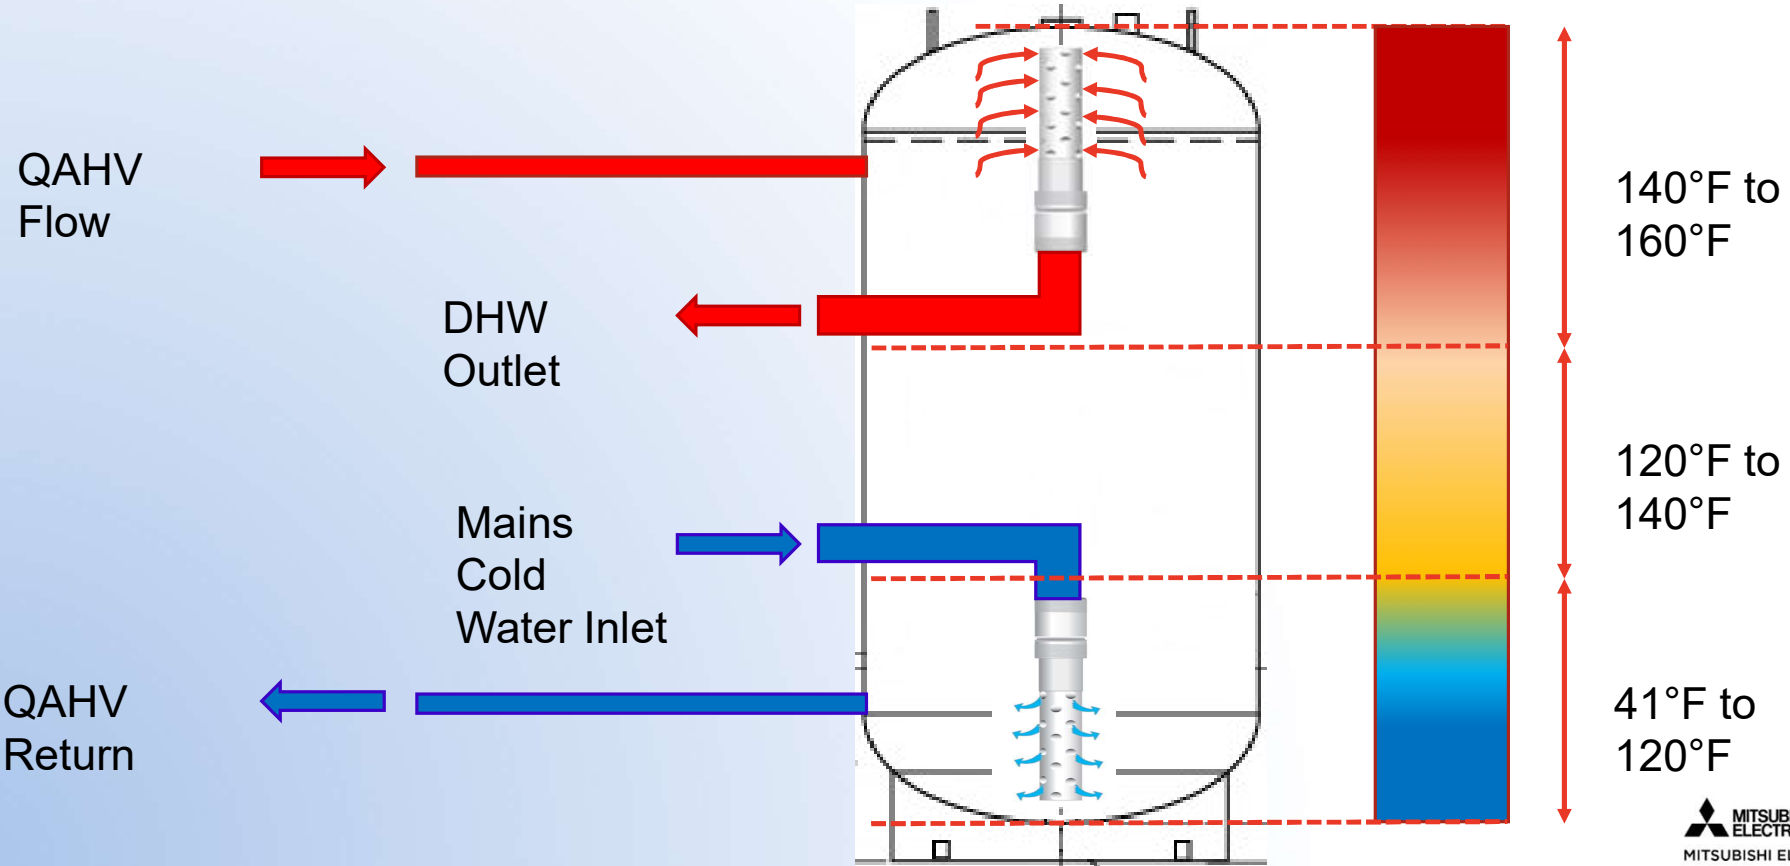 QAHV
Flow
140°F to
160°F
DHW
Outlet
120°F to
140°F
Mains
Cold
Water Inlet
QAHV
Return
41°F to
120°F